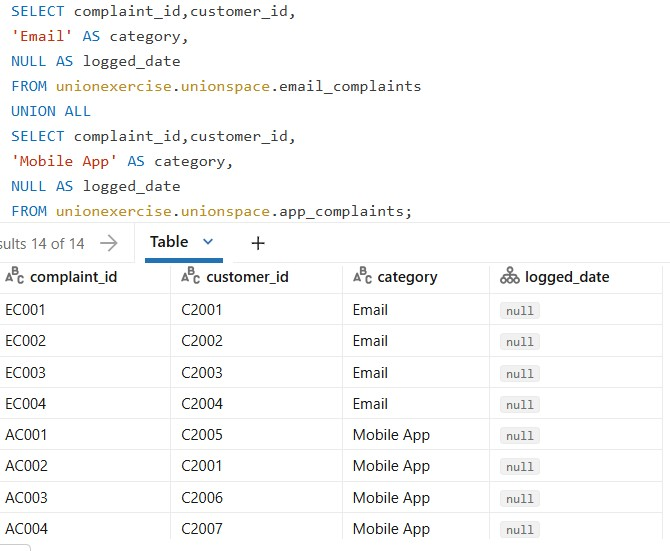 SELECT complaint_id,customer_id,
'Email' AS category,
NULL AS logged_date
FROM unionexercise.unionspace.email_complaints
UNION ALL
SELECT complaint_id,customer_id,
'Mobile App' AS category,
NULL AS logged_date
FROM unionexercise.unionspace.app_complaints;
sults 14 of 14 → Table +
ABC complaint_id ABC customer_id ABC category logged_date
EC001 C2001 Email null
EC002 C2002 Email null
EC003 C2003 Email null
EC004 C2004 Email null
AC001 C2005 Mobile App null
AC002 C2001 Mobile App null
AC003 C2006 Mobile App null
AC004 C2007 Mobile App null